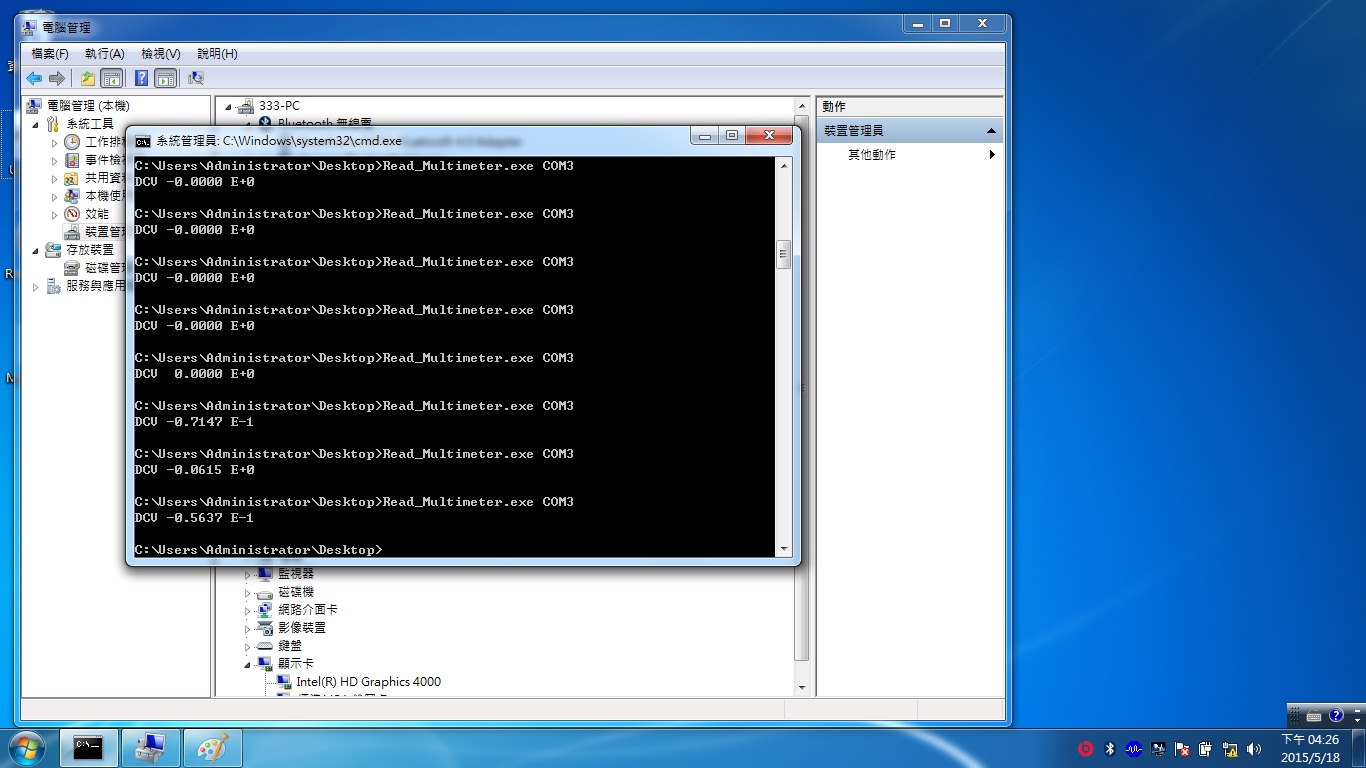 電腦管理
檔案(F) 執行(A) 檢視(V) 說明(H)
電腦管理 (本機)
系統工具
工作排
事件檢
共用資
本機使
效能
裝置管
存放裝置
磁碟管
服務與應用
333-PC
Bluetooth 無線電
動作
裝置管理員
其他動作
系統管理員: C:\Windows\system32\cmd.exe
C:\Users\Administrator\Desktop>Read_Multimeter.exe COM3
DCV -0.0000 E+0
C:\Users\Administrator\Desktop>Read_Multimeter.exe COM3
DCV -0.0000 E+0
C:\Users\Administrator\Desktop>Read_Multimeter.exe COM3
DCV -0.0000 E+0
C:\Users\Administrator\Desktop>Read_Multimeter.exe COM3
DCV -0.0000 E+0
C:\Users\Administrator\Desktop>Read_Multimeter.exe COM3
DCV  0.0000 E+0
C:\Users\Administrator\Desktop>Read_Multimeter.exe COM3
DCV -0.7147 E-1
C:\Users\Administrator\Desktop>Read_Multimeter.exe COM3
DCV -0.0615 E+0
C:\Users\Administrator\Desktop>Read_Multimeter.exe COM3
DCV -0.5637 E-1
C:\Users\Administrator\Desktop>
監視器
磁碟機
網路介面卡
影像裝置
鍵盤
顯示卡
Intel(R) HD Graphics 4000
下午 04:26
2015/5/18